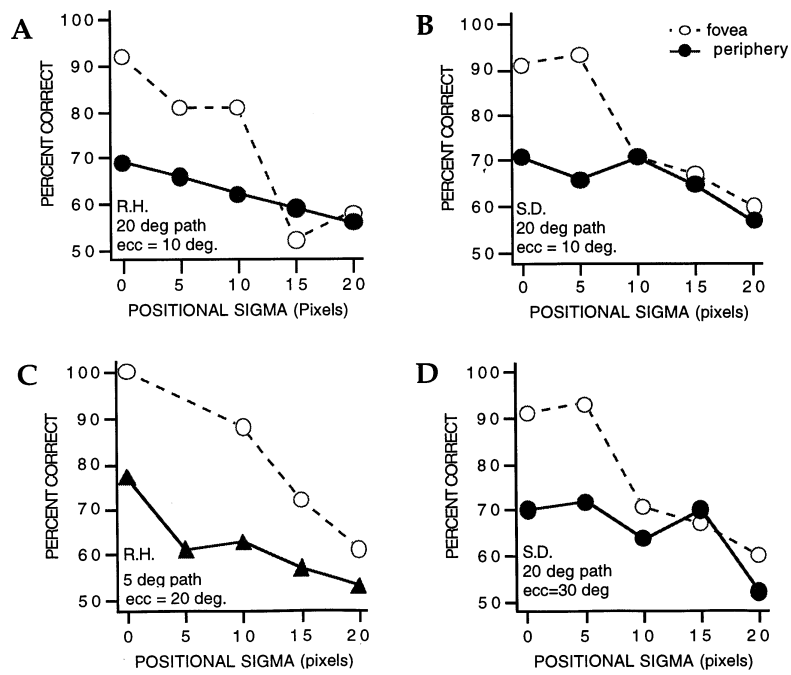 A
PERCENT CORRECT
100
90
80
70
60
50
R.H.
20 deg path
ecc = 10 deg.
0 5 10 15 20
POSITIONAL SIGMA (Pixels)
B
fovea
periphery
PERCENT CORRECT
100
90
80
70
60
50
S.D.
20 deg path
ecc = 10 deg.
0 5 10 15 20
POSITIONAL SIGMA (pixels)
C
PERCENT CORRECT
100
90
80
70
60
50
R.H.
5 deg path
ecc = 20 deg.
0 5 10 15 20
POSITIONAL SIGMA (pixels)
D
PERCENT CORRECT
100
90
80
70
60
50
S.D.
20 deg path
ecc=30 deg
0 5 10 15 20
POSITIONAL SIGMA (pixels)